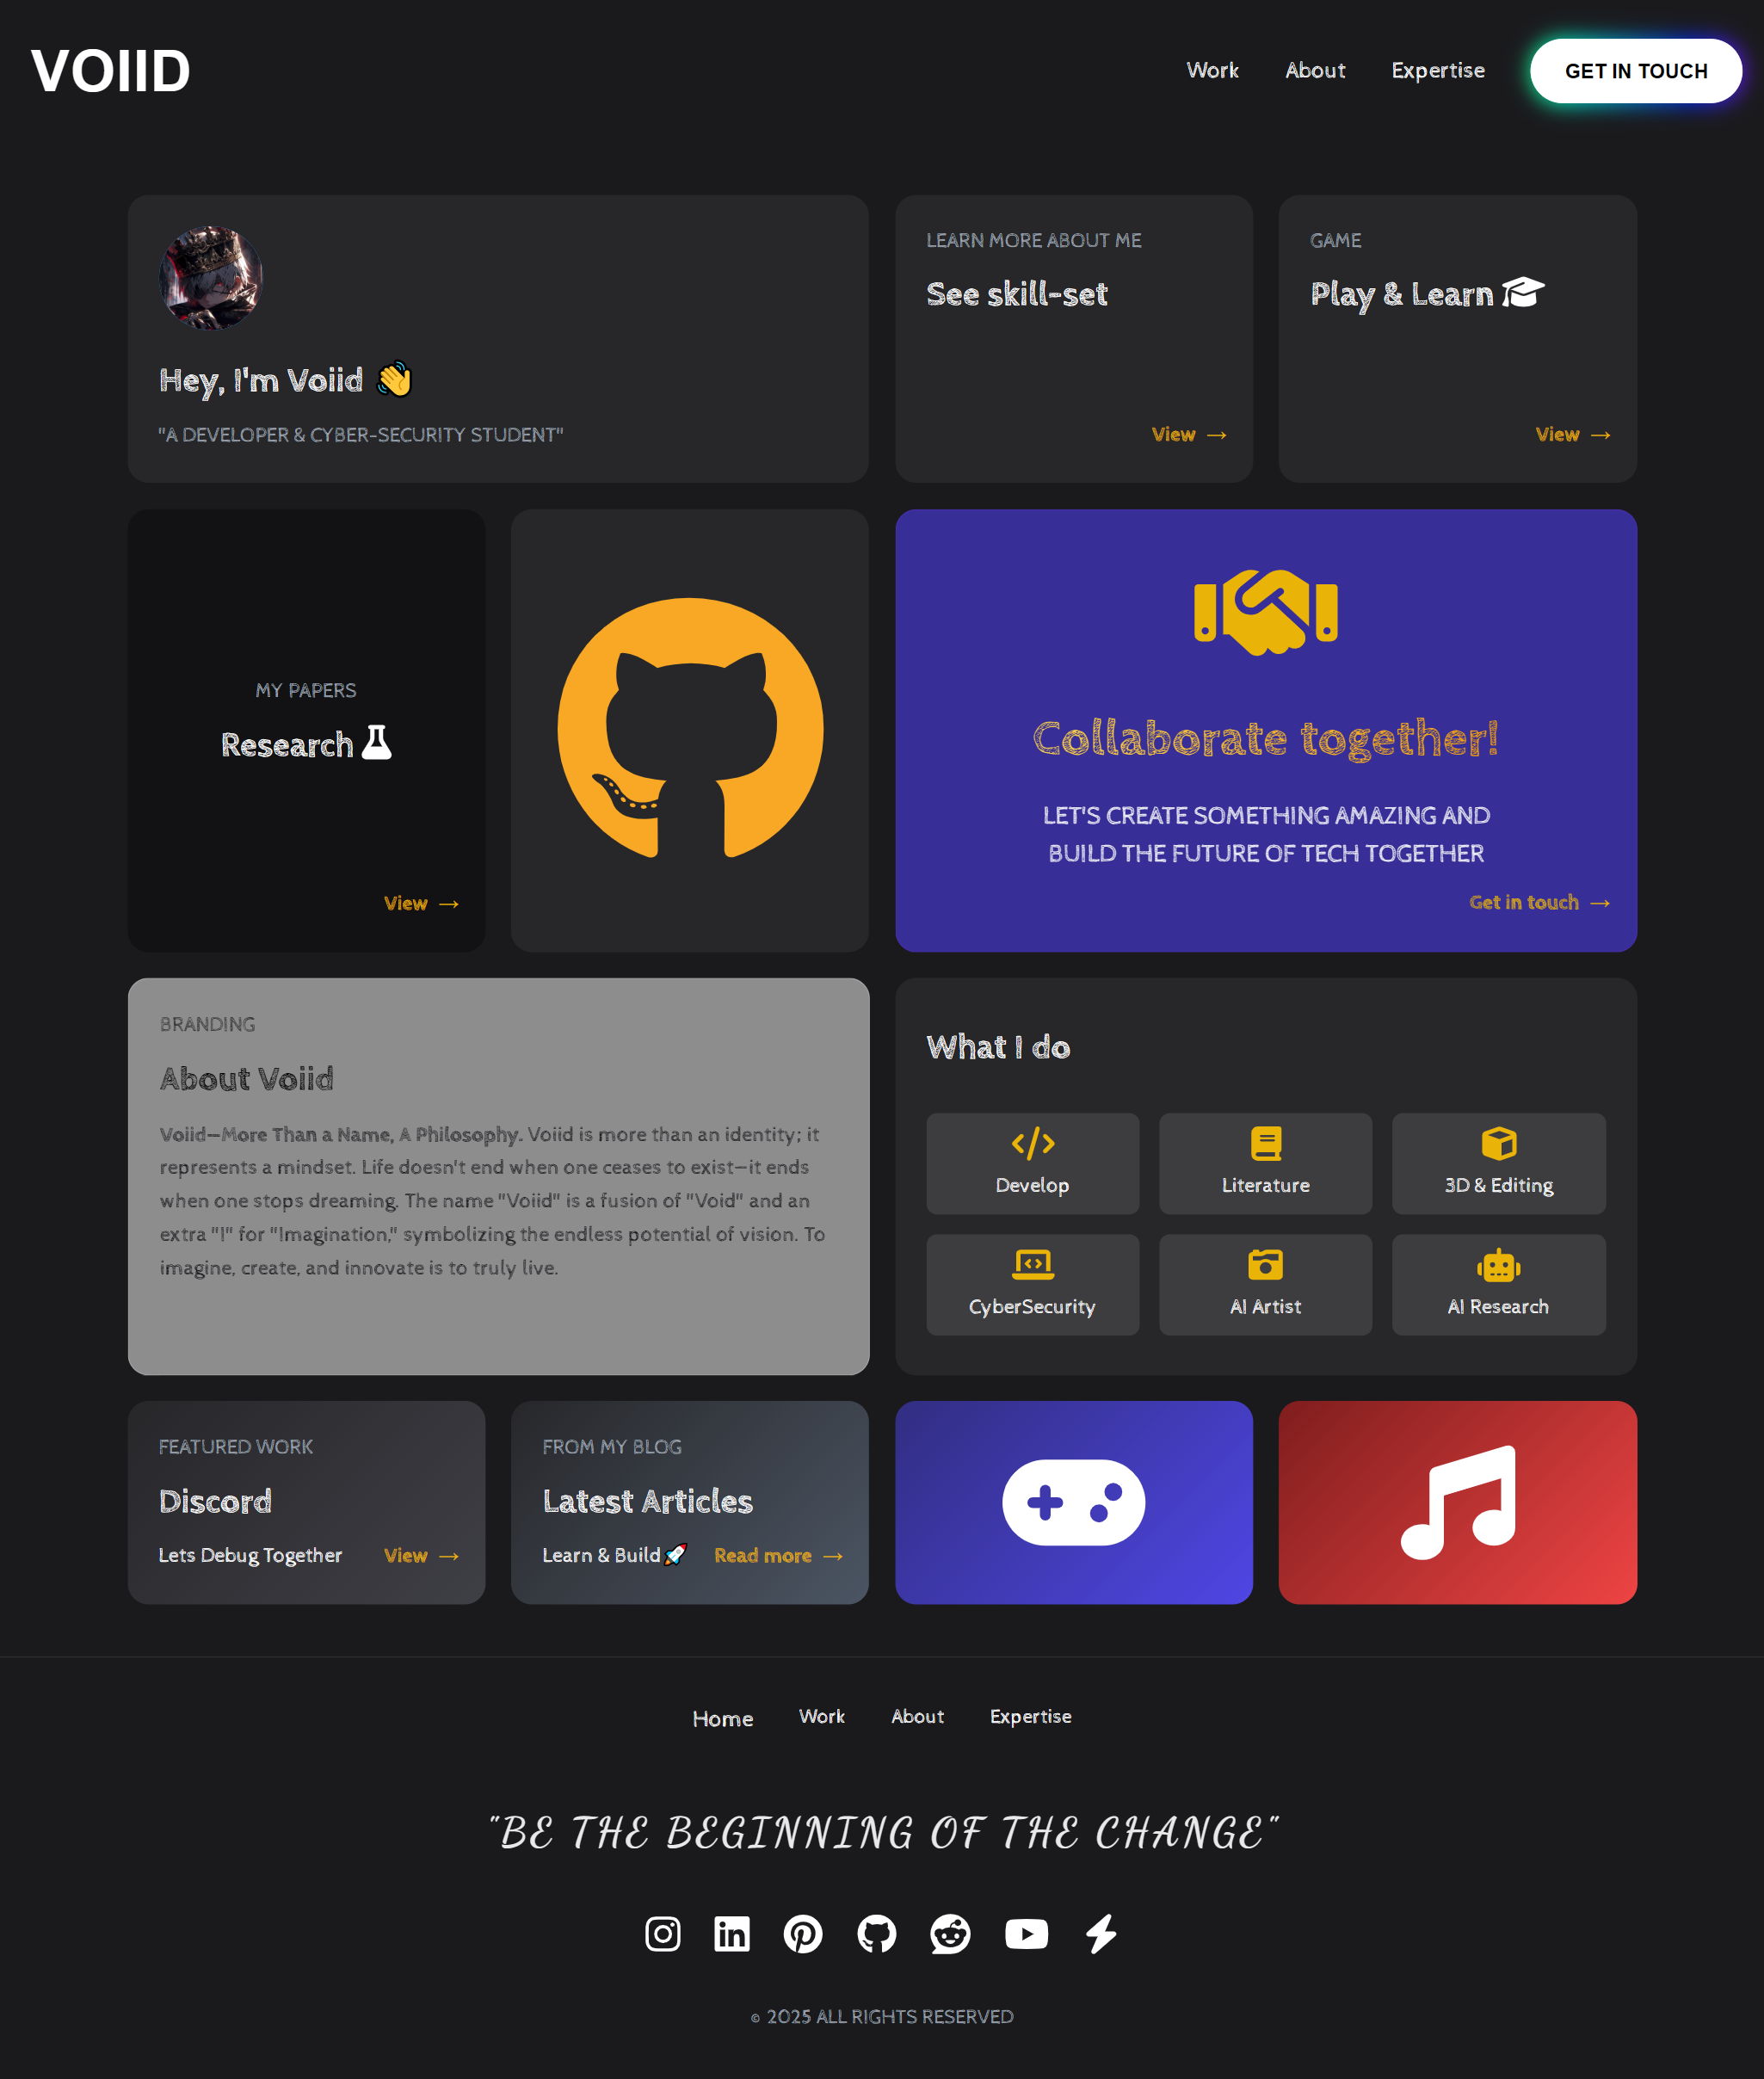 VOIID
Work
About
Expertise
GET IN TOUCH
Hey, I'm Voiid 👋
"A DEVELOPER & CYBER-SECURITY STUDENT"
LEARN MORE ABOUT ME
See skill-set
View →
GAME
Play & Learn
View →
MY PAPERS
Research
View →
Collaborate together!
LET'S CREATE SOMETHING AMAZING AND
BUILD THE FUTURE OF TECH TOGETHER
Get in touch →
BRANDING
About Voiid
Voiid—More Than a Name, A Philosophy. Voiid is more than an identity; it
represents a mindset. Life doesn't end when one ceases to exist—it ends
when one stops dreaming. The name "Voiid" is a fusion of "Void" and an
extra "I" for "Imagination," symbolizing the endless potential of vision. To
imagine, create, and innovate is to truly live.
What I do
Develop
Literature
3D & Editing
CyberSecurity
AI Artist
AI Research
FEATURED WORK
Discord
Lets Debug Together
View →
FROM MY BLOG
Latest Articles
Learn & Build🚀
Read more →
Home
Work
About
Expertise
"BE THE BEGINNING OF THE CHANGE"
© 2025 ALL RIGHTS RESERVED